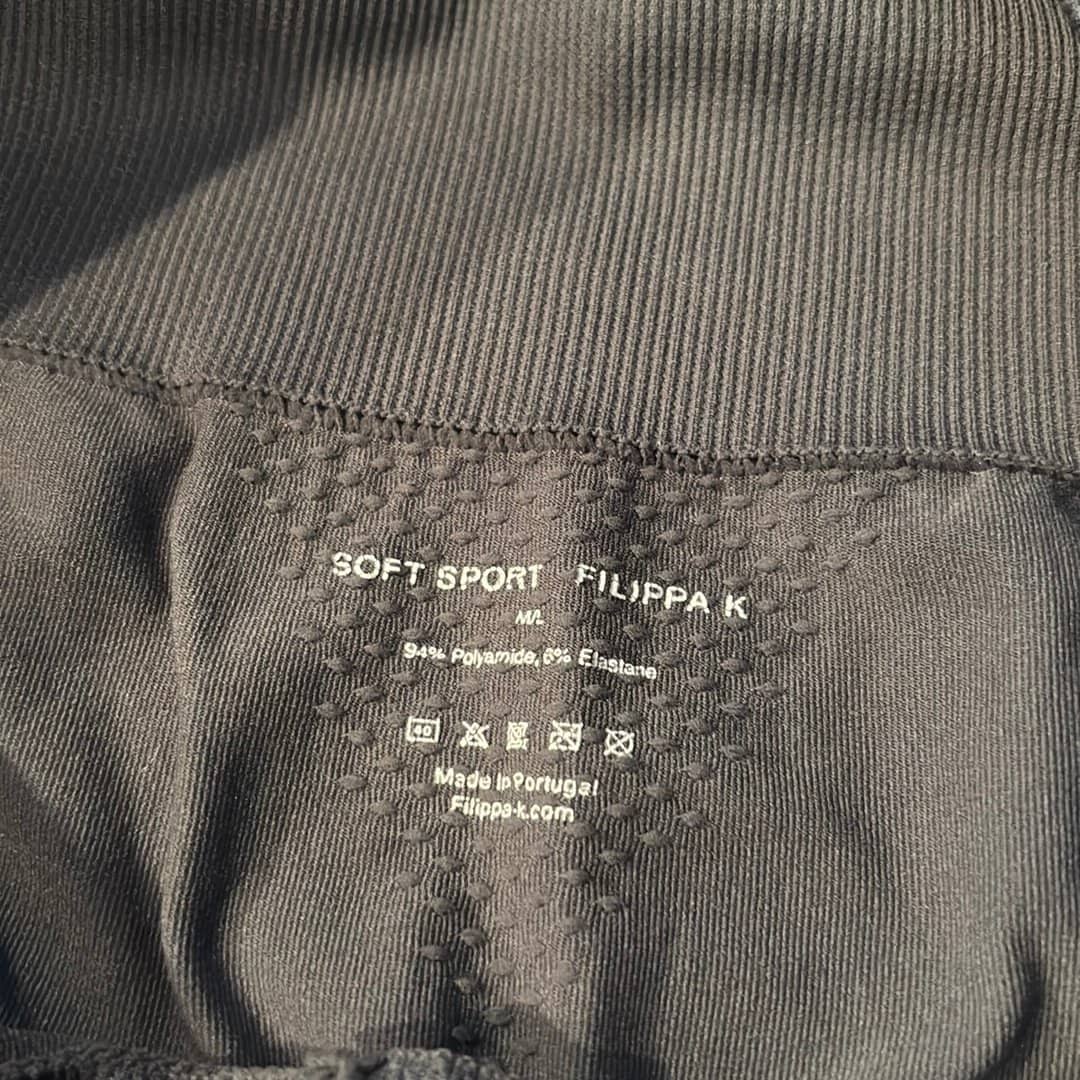 SOFT SPORT FILIPPA K
M/L
94% Polyamide, 6% Elastane
40
Made in Portugal
Filippa-k.com